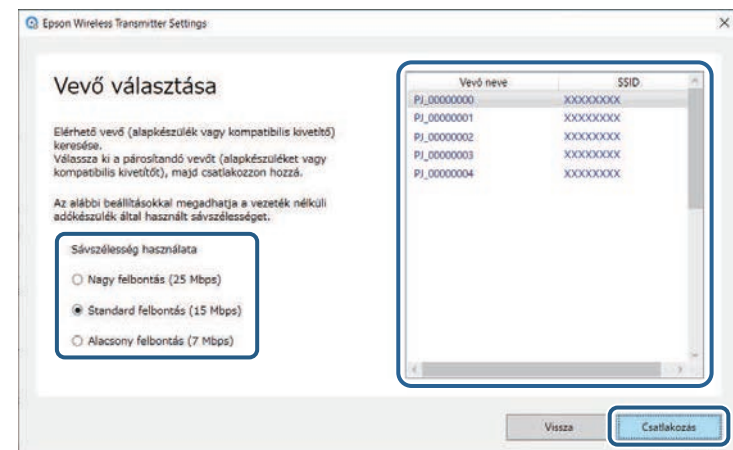 Epson Wireless Transmitter Settings
Vevő választása
Elérhető vevő (alapkészülék vagy kompatibilis kivetítő)
keresése.
Válassza ki a párosítandó vevőt (alapkészüléket vagy
kompatibilis kivetítőt), majd csatlakozzon hozzá.
Az alábbi beállításokkal megadhatja a vezeték nélküli
adókészülék által használt sávszélességet.
Sávszélesség használata
Nagy felbontás (25 Mbps)
Standard felbontás (15 Mbps)
Alacsony felbontás (7 Mbps)
Vevő neve SSID
PJ_00000000 XXXXXXXX
PJ_00000001 XXXXXXXX
PJ_00000002 XXXXXXXX
PJ_00000003 XXXXXXXX
PJ_00000004 XXXXXXXX
Vissza Csatlakozás